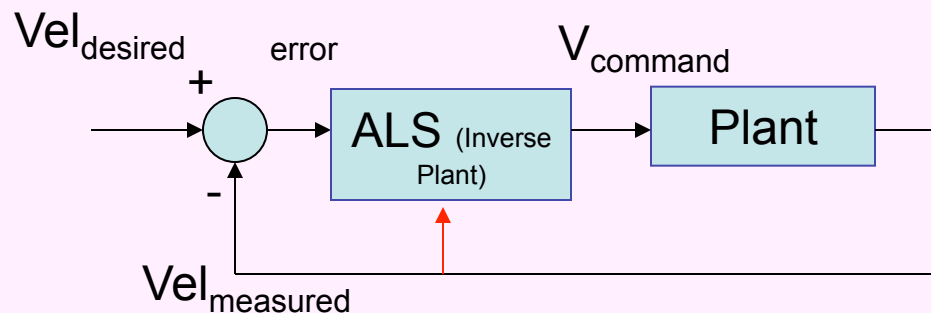 Vel desired
error
V command
+
ALS (Inverse
Plant)
Plant
-
Vel measured